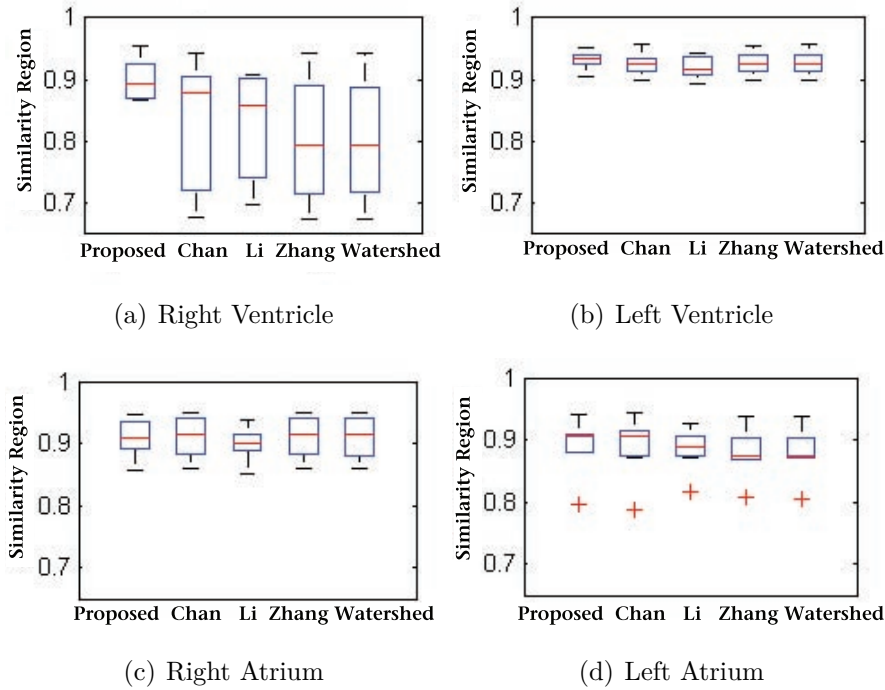 1
0.9
0.8
0.7
Similarity Region
Proposed Chan Li Zhang Watershed
(a) Right Ventricle
1
0.9
0.8
0.7
Similarity Region
Proposed Chan Li Zhang Watershed
(b) Left Ventricle
1
0.9
0.8
0.7
Similarity Region
Proposed Chan Li Zhang Watershed
(c) Right Atrium
1
0.9
0.8
0.7
Similarity Region
Proposed Chan Li Zhang Watershed
(d) Left Atrium